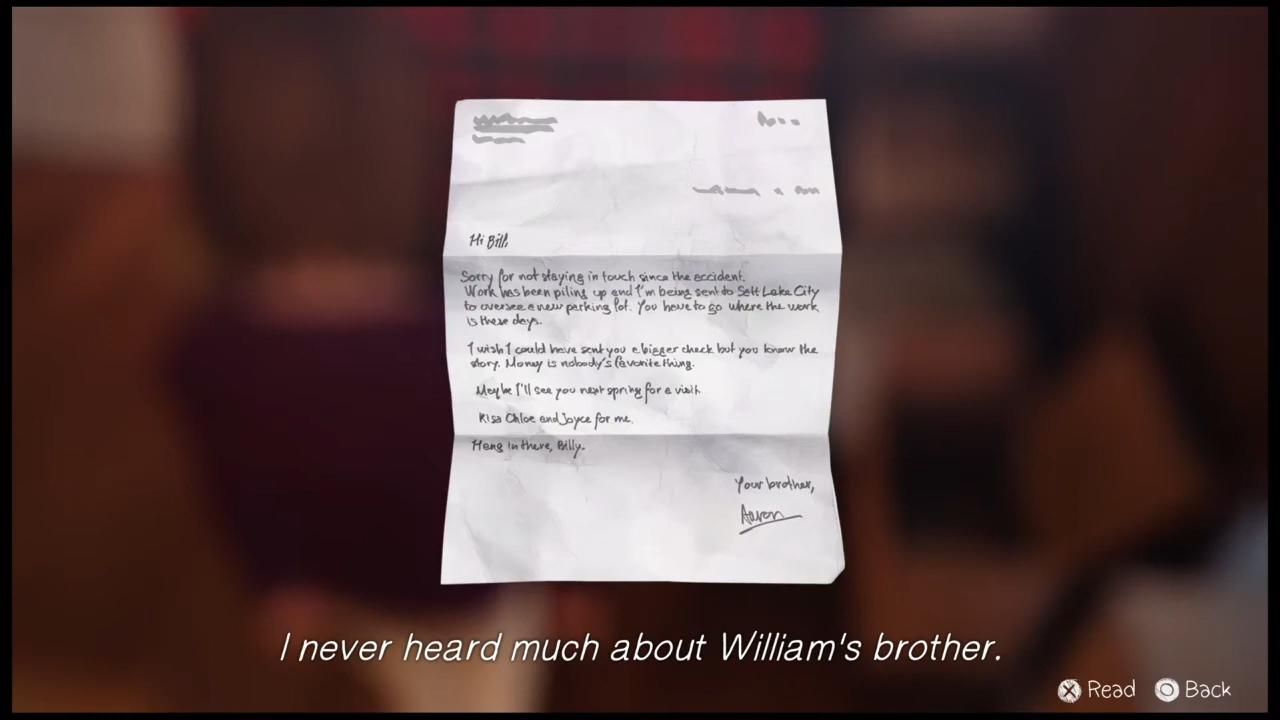 Hi Bill,
Sorry for not staying in touch since the accident.
Work has been piling up and I'm being sent to Salt Lake City
to oversee a new parking lot. You have to go where the work
is these days.
I wish I could have sent you a bigger check but you know the
story. Money is nobody's favorite thing.
Maybe I'll see you next spring for a visit.
Kiss Chloe and Joyce for me.
Hang in there, Billy.
Your brother,
Aaron
I never heard much about William's brother.
Read Back